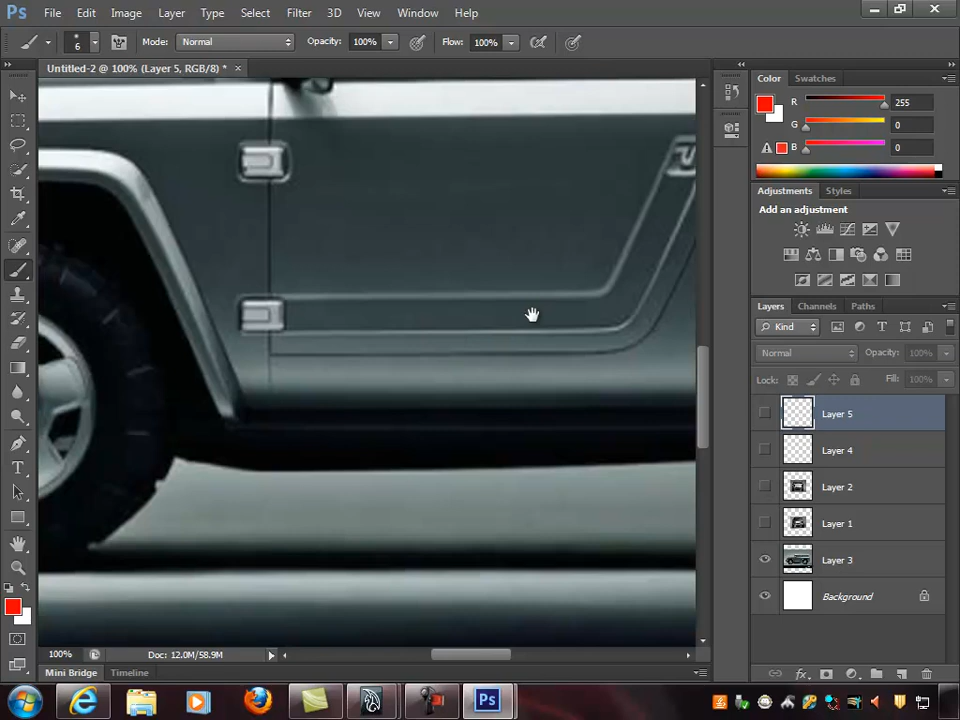 Ps File Edit Image Layer Type Select Filter 3D View Window Help
6 Mode: Normal Opacity: 100% Flow: 100%
Untitled-2 @ 100% (Layer 5, RGB/8) * ×
Color Swatches
R 255
G 0
B 0
Adjustments Styles
Add an adjustment
Layers Channels Paths
Kind T
Normal Opacity: 100%
Lock: Fill: 100%
Layer 5
Layer 4
Layer 2
Layer 1
Layer 3
Background
fx
T
100% Doc: 12.0M/58.9M
Mini Bridge Timeline
Ps